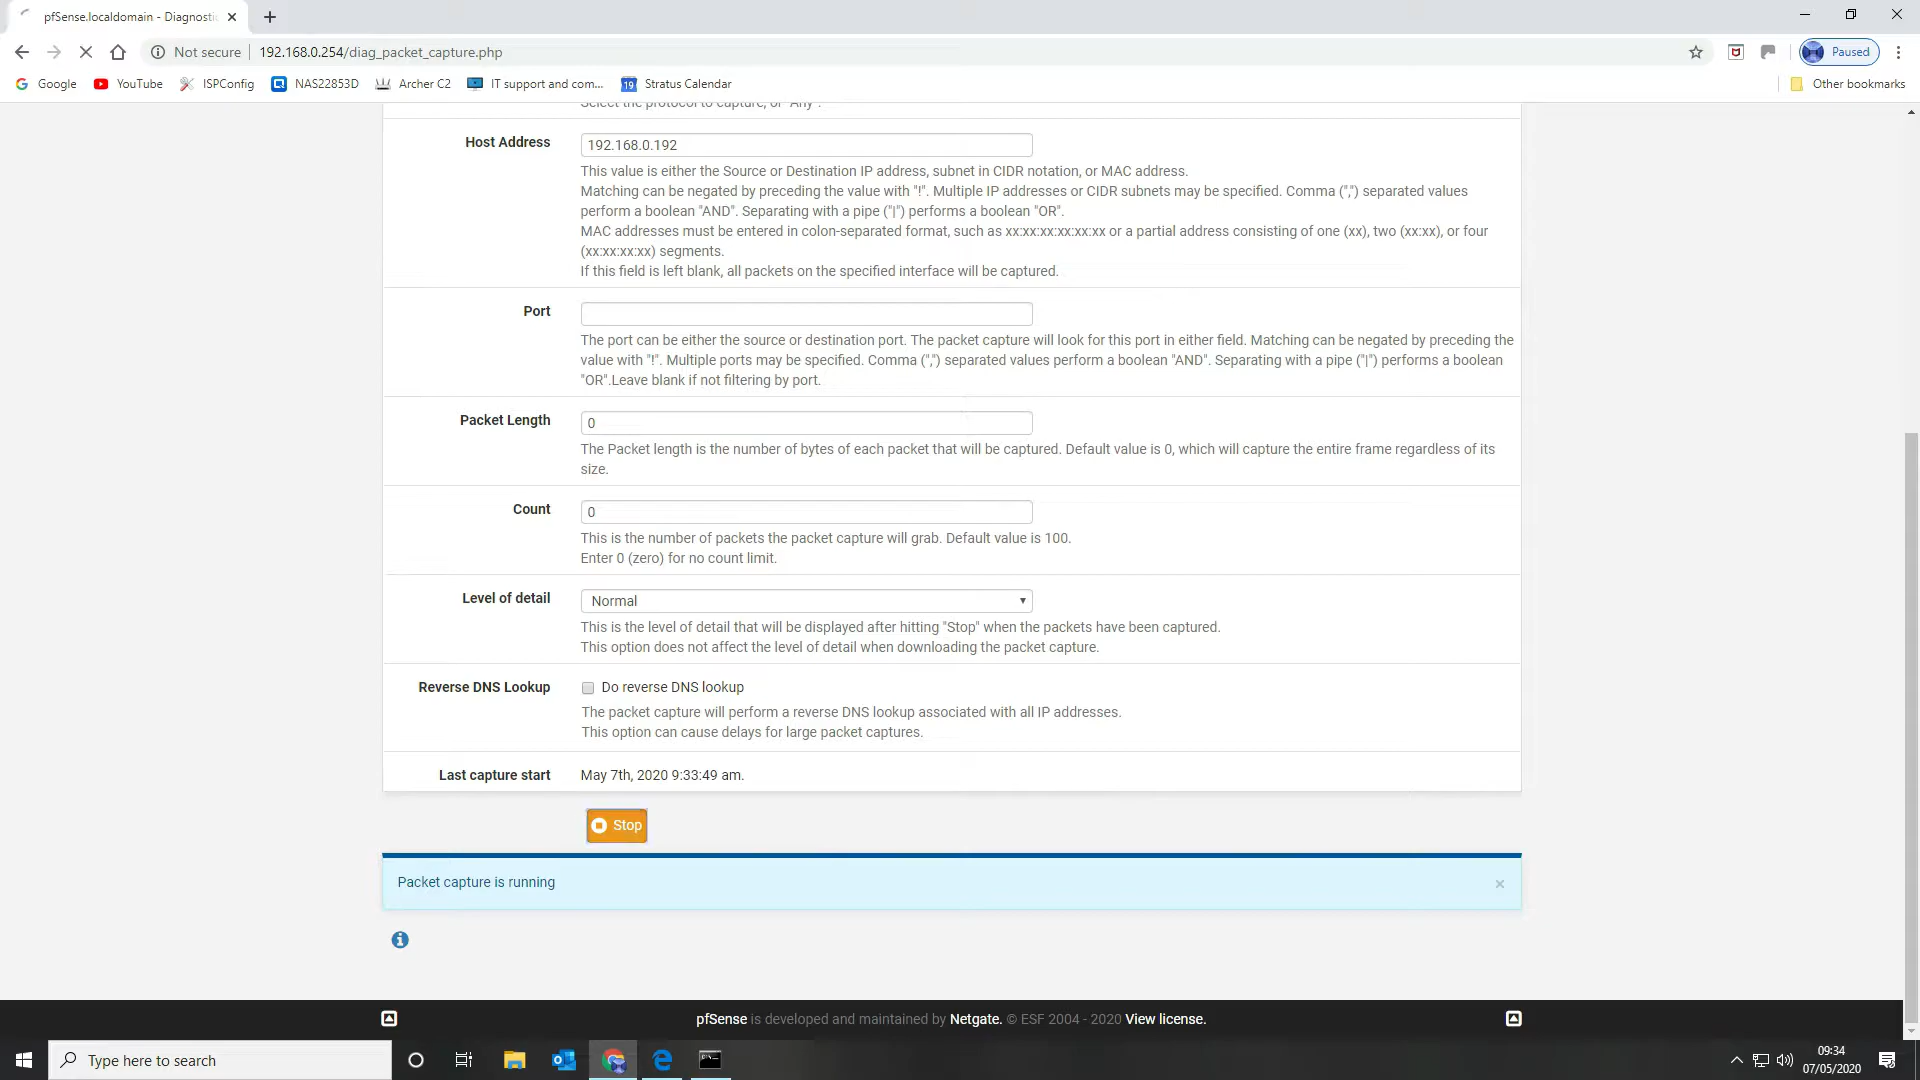 pfSense.localdomain - Diagnostic
Not secure
192.168.0.254/diag_packet_capture.php
Paused
Google
YouTube
ISPConfig
NAS22853D
Archer C2
IT support and com...
19
Stratus Calendar
Other bookmarks
Select the protocol to capture, or "Any".
Host Address
192.168.0.192
This value is either the Source or Destination IP address, subnet in CIDR notation, or MAC address.
Matching can be negated by preceding the value with "!". Multiple IP addresses or CIDR subnets may be specified. Comma (",") separated values
perform a boolean "AND". Separating with a pipe ("|") performs a boolean "OR".
MAC addresses must be entered in colon-separated format, such as xx:xx:xx:xx:xx:xx or a partial address consisting of one (xx), two (xx:xx), or four
(xx:xx:xx:xx) segments.
If this field is left blank, all packets on the specified interface will be captured.
Port
The port can be either the source or destination port. The packet capture will look for this port in either field. Matching can be negated by preceding the
value with "!". Multiple ports may be specified. Comma (",") separated values perform a boolean "AND". Separating with a pipe ("|") performs a boolean
"OR".Leave blank if not filtering by port.
Packet Length
0
The Packet length is the number of bytes of each packet that will be captured. Default value is 0, which will capture the entire frame regardless of its
size.
Count
0
This is the number of packets the packet capture will grab. Default value is 100.
Enter 0 (zero) for no count limit.
Level of detail
Normal
This is the level of detail that will be displayed after hitting "Stop" when the packets have been captured.
This option does not affect the level of detail when downloading the packet capture.
Reverse DNS Lookup
Do reverse DNS lookup
The packet capture will perform a reverse DNS lookup associated with all IP addresses.
This option can cause delays for large packet captures.
Last capture start
May 7th, 2020 9:33:49 am.
Stop
Packet capture is running
pfSense is developed and maintained by Netgate. © ESF 2004 - 2020 View license.
Type here to search
09:34
07/05/2020